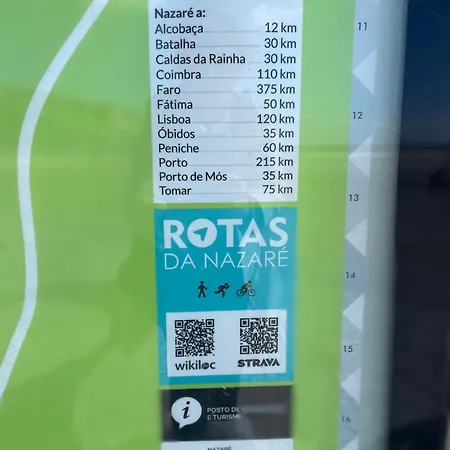 Nazaré a:
Alcobaça 12 km
Batalha 30 km
Caldas da Rainha 30 km
Coimbra 110 km
Faro 375 km
Fátima 50 km
Lisboa 120 km
Óbidos 35 km
Peniche 60 km
Porto 215 km
Porto de Mós 35 km
Tomar 75 km
11
12
13
14
15
16
ROTAS
DA NAZARÉ
wikiloc STRAVA
i
POSTO DE
E TURISM
NAZARÉ